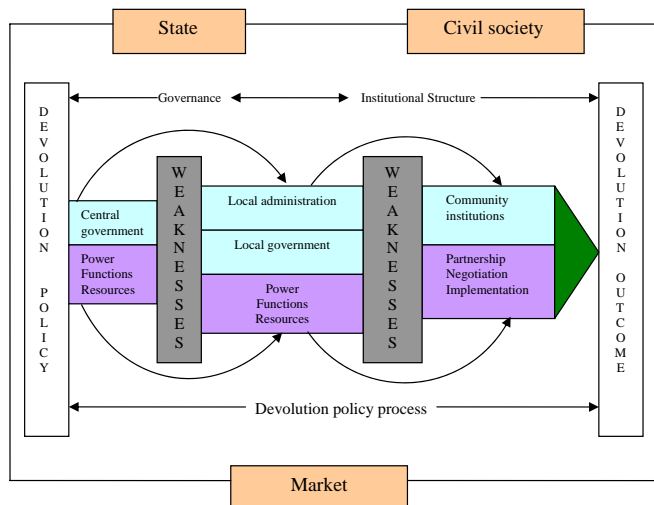 State
Civil society
Governance
Institutional Structure
DEVOLUTION POLICY
WEAKNESSES
WEAKNESSES
DEVOLUTION OUTCOME
Central
government
Power
Functions
Resources
Local administration
Local government
Power
Functions
Resources
Community
institutions
Partnership
Negotiation
Implementation
Devolution policy process
Market